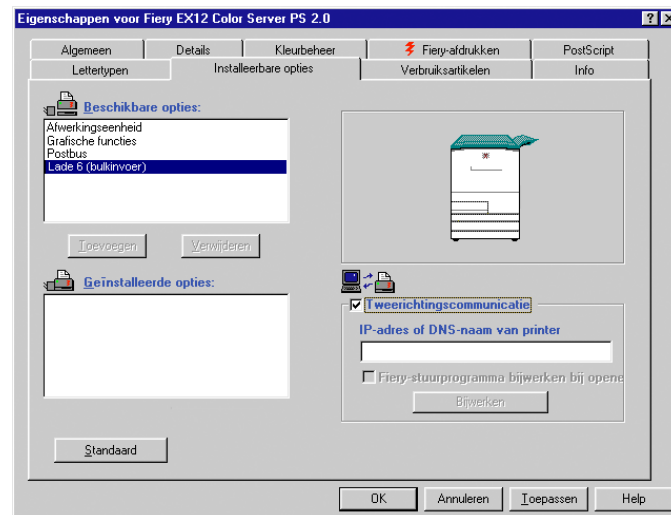 Eigenschappen voor Fiery EX12 Color Server PS 2.0
Algemeen
Details
Kleurbeheer
Fiery-afdrukken
PostScript
Lettertypen
Installeerbare opties
Verbruiksartikelen
Info
Beschikbare opties:
Afwerkingseenheid
Grafische functies
Postbus
Lade 6 (bulkinvoer)
Toevoegen
Verwijderen
Geïnstalleerde opties:
Tweerichtingscommunicatie
IP-adres of DNS-naam van printer
Fiery-stuurprogramma bijwerken bij opene
Bijwerken
Standaard
OK
Annuleren
Toepassen
Help